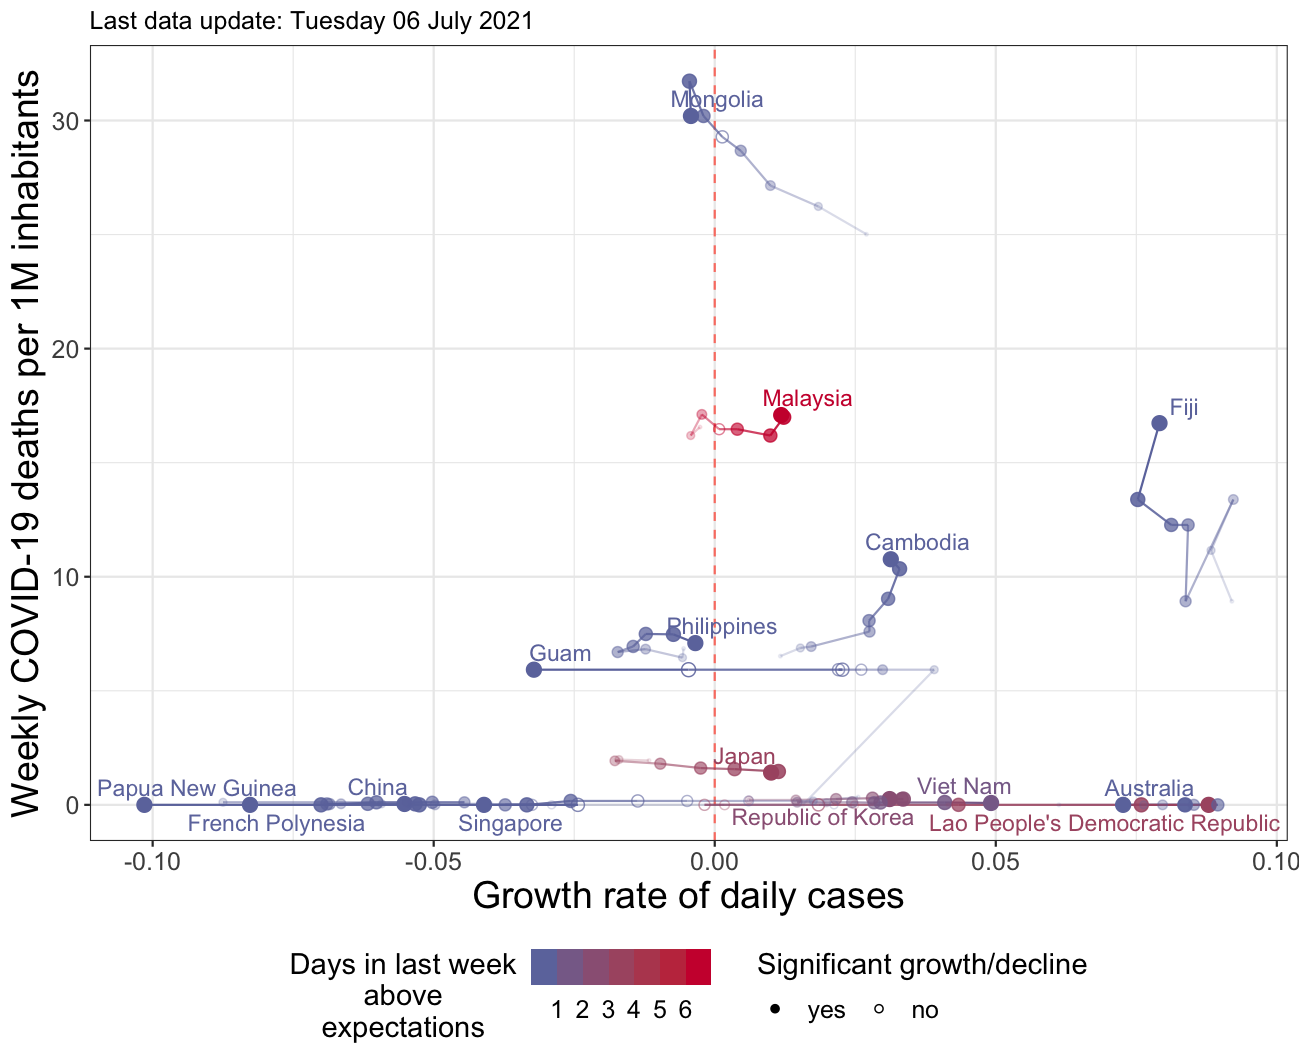 Last data update: Tuesday 06 July 2021
Weekly COVID-19 deaths per 1M inhabitants
30
20
10
0
Mongolia
Malaysia
Fiji
Cambodia
Philippines
Guam
Japan
Papua New Guinea
China
Viet Nam
Australia
French Polynesia
Singapore
Republic of Korea
Lao People's Democratic Republic
-0.10
-0.05
0.00
0.05
0.10
Growth rate of daily cases
Days in last week
above
expectations
1 2 3 4 5 6
Significant growth/decline
yes
no